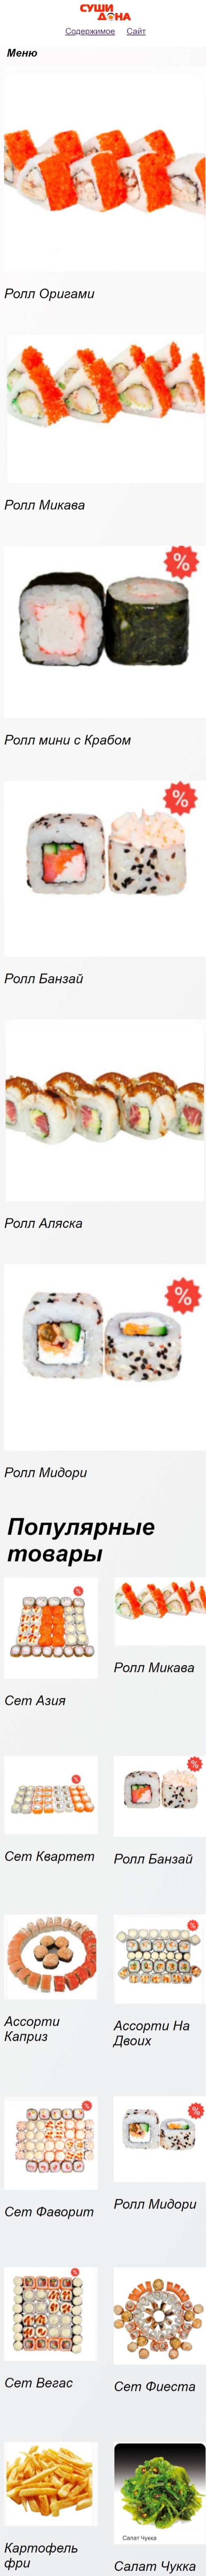 СУШИ
ДОНА
Содержимое Сайт
Меню
Ролл Оригами
Ролл Микава
%
Ролл мини с Крабом
%
Ролл Банзай
Ролл Аляска
%
Ролл Мидори
Популярные
товары
%
Сет Азия
Ролл Микава
%
Сет Квартет
%
Ролл Банзай
Ассорти
Каприз
%
Ассорти На
Двоих
%
Сет Фаворит
%
Ролл Мидори
%
Сет Вегас
Сет Фиеста
Картофель
фри
Салат Чукка
Салат Чукка